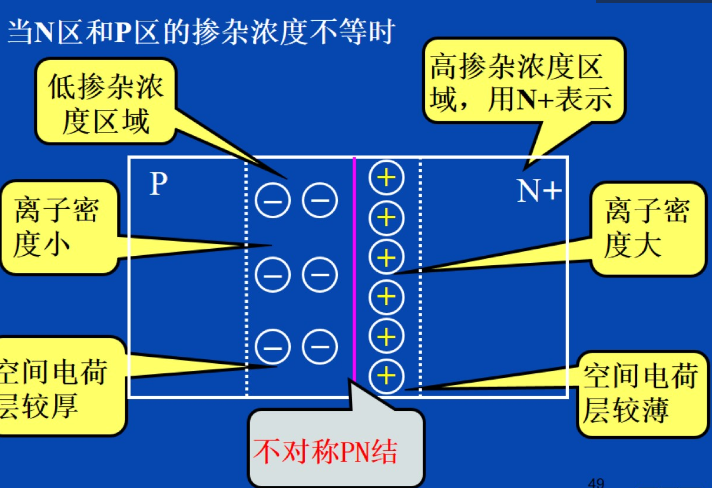 当N区和P区的掺杂浓度不等时
低掺杂浓
度区域
高掺杂浓度区
域，用N+表示
P
N+
离子密
度小
离子密
度大
空间电荷
层较厚
空间电荷
层较薄
不对称PN结
49